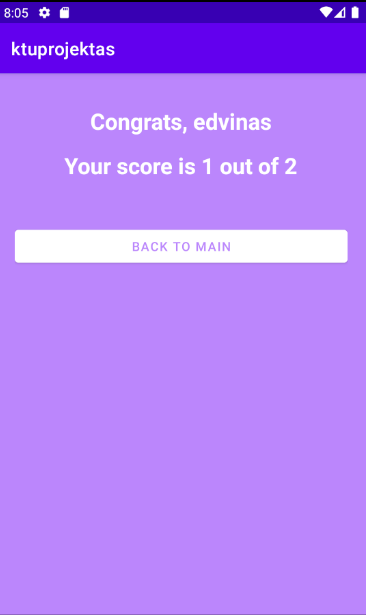 8:05
ktuprojektas
Congrats, edvinas
Your score is 1 out of 2
BACK TO MAIN